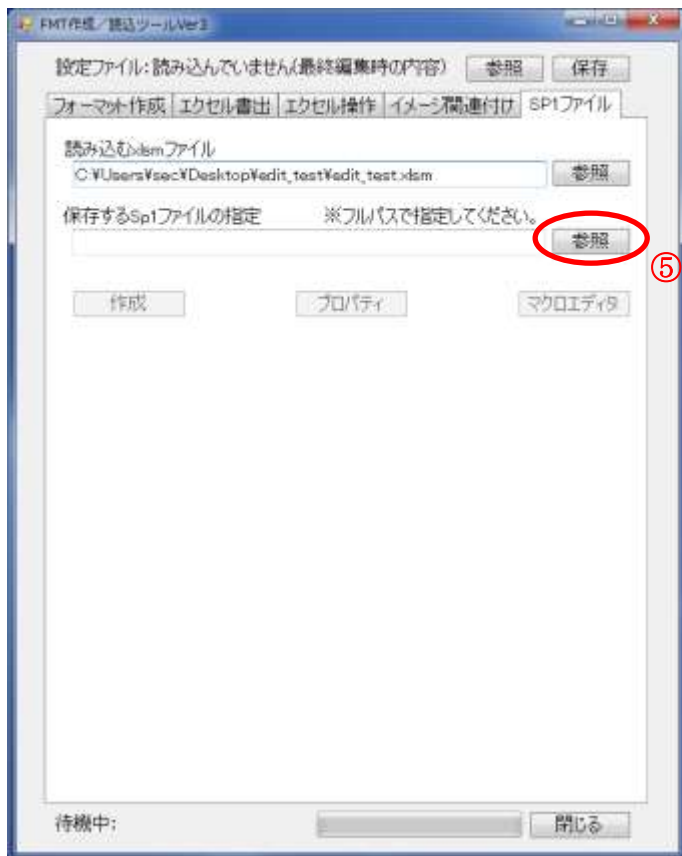 FMT作成／読込ツールVer3
設定ファイル：読み込んでいません(最終編集時の内容) 参照 保存
フォーマット作成 エクセル書出 エクセル操作 イメージ関連付け SP1ファイル
読み込むxlsmファイル
C:¥Users¥sec¥Desktop¥edit_test¥edit_test.xlsm 参照
保存するSp1ファイルの指定 ※フルパスで指定してください。
参照
⑤
作成 プロパティ マクロエディタ
待機中： 閉じる